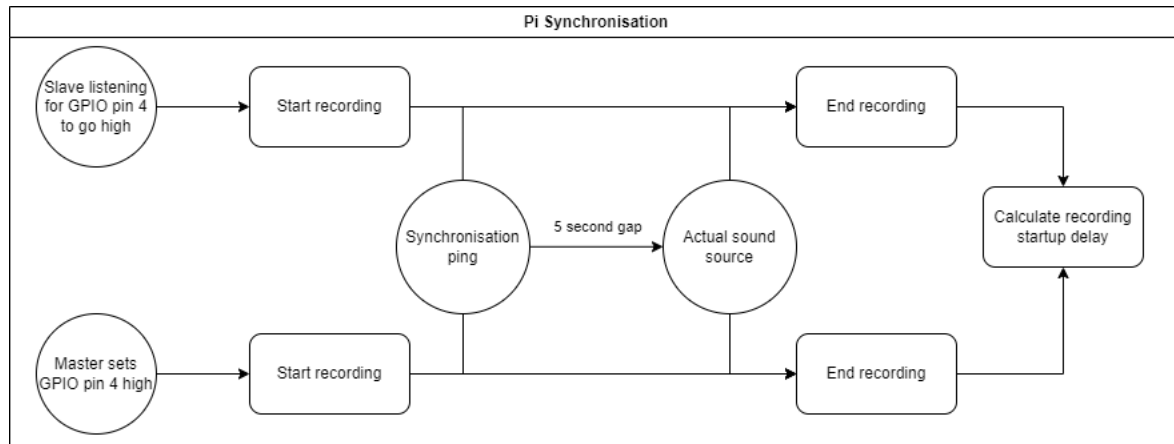 Pi Synchronisation
Slave listening
for GPIO pin 4
to go high
Start recording
End recording
Synchronisation
ping
5 second gap
Actual sound
source
Calculate recording
startup delay
Master sets
GPIO pin 4 high
Start recording
End recording